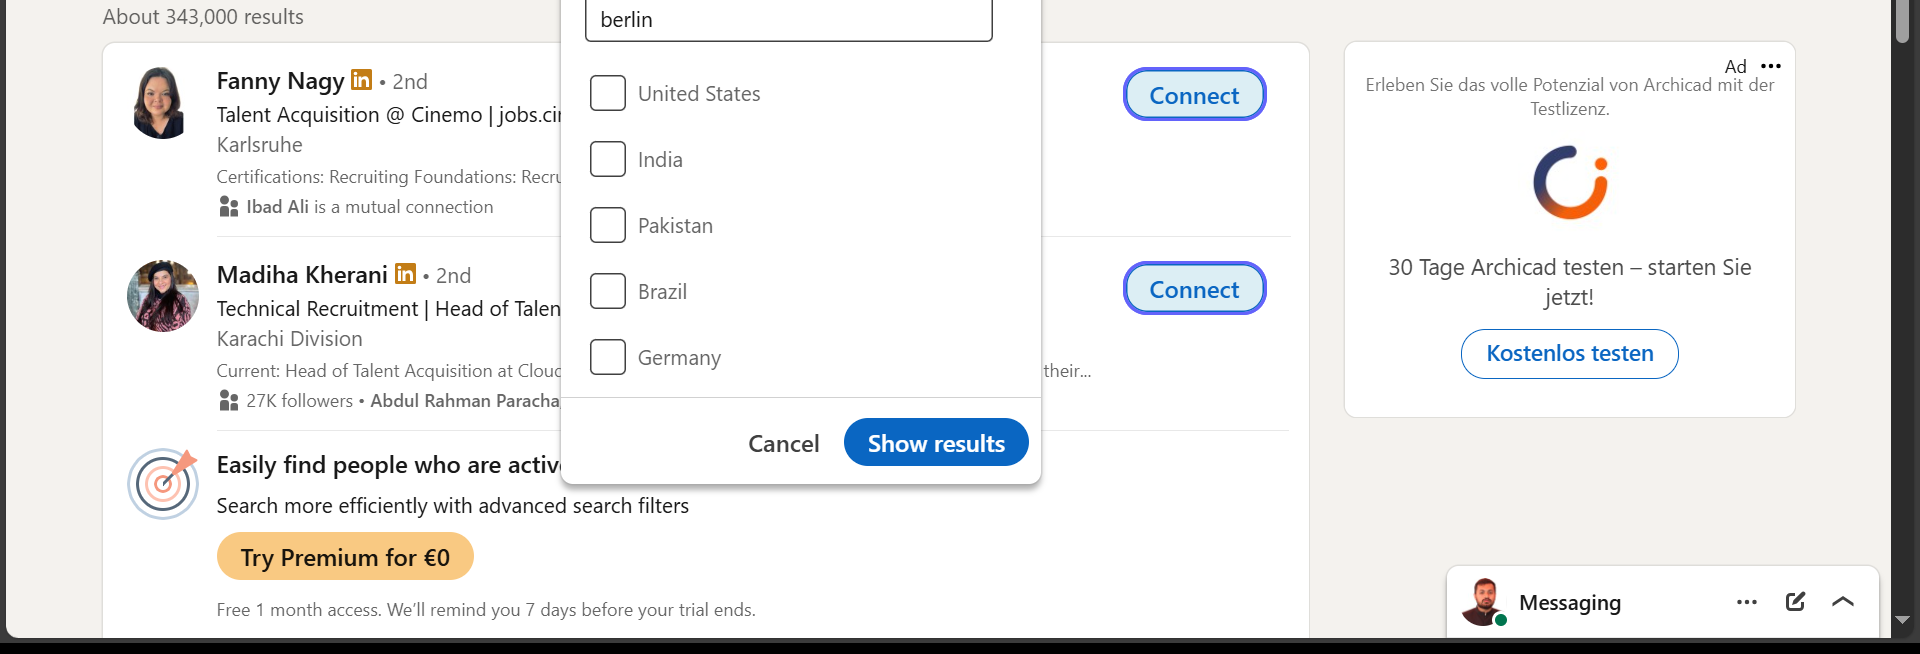 About 343,000 results
berlin
United States
India
Pakistan
Brazil
Germany
Cancel
Show results
Fanny Nagy in • 2nd
Talent Acquisition @ Cinemo | jobs.ci
Karlsruhe
Certifications: Recruiting Foundations: Recru
Ibad Ali is a mutual connection
Connect
Madiha Kherani in • 2nd
Technical Recruitment | Head of Talen
Karachi Division
Current: Head of Talent Acquisition at Clou
their...
27K followers • Abdul Rahman Paracha,
Connect
Easily find people who are activ
Search more efficiently with advanced search filters
Try Premium for €0
Free 1 month access. We'll remind you 7 days before your trial ends.
Ad
Erleben Sie das volle Potenzial von Archicad mit der
Testlizenz.
30 Tage Archicad testen – starten Sie
jetzt!
Kostenlos testen
Messaging